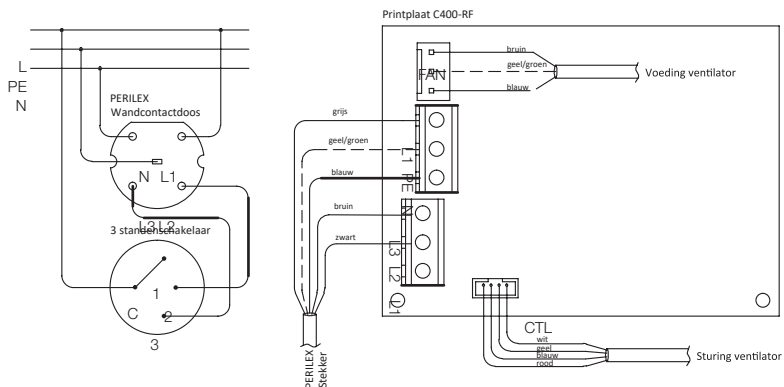 Printplaat C400-RF
L
PE
N
PERILEX
Wandcontactdoos
N L1
L3 L2
3 standenschakelaar
1
C
2
3
FAN
bruin
geel/groen
blauw
Voeding ventilator
grijs
geel/groen
blauw
bruin
zwart
L1
PE
N
L3
L2
L1
PERILEX
Stekker
CTL
wit
geel
blauw
rood
Sturing ventilator